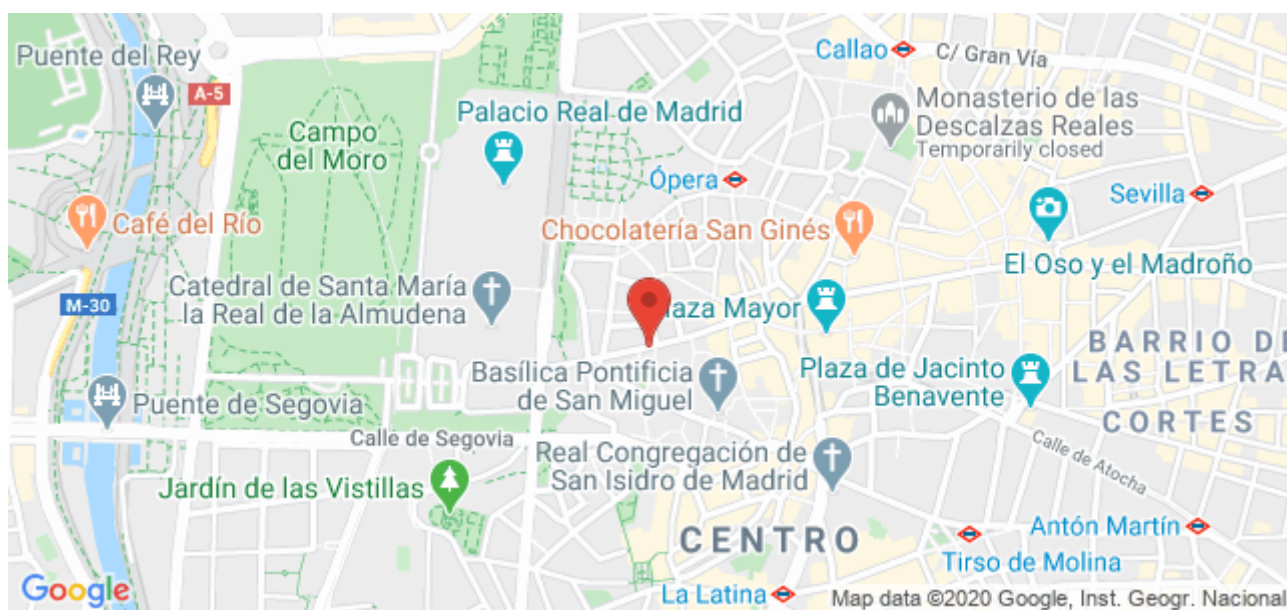 Puente del Rey
A-5
Campo
del Moro
Palacio Real de Madrid
Callao
C/ Gran Vía
Monasterio de las
Descalzas Reales
Temporarily closed
Ópera
Sevilla
Café del Río
Chocolatería San Ginés
El Oso y el Madroño
Catedral de Santa María
la Real de la Almudena
M-30
laza Mayor
BARRIO DE
LAS LETRA
CORTES
Basílica Pontificia
de San Miguel
Plaza de Jacinto
Benavente
Puente de Segovia
Calle de Segovia
Real Congregación de
San Isidro de Madrid
Calle de Atocha
Jardín de las Vistillas
CENTRO
Antón Martín
Tirso de Molina
La Latina
Google
Map data ©2020 Google, Inst. Geogr. Nacional